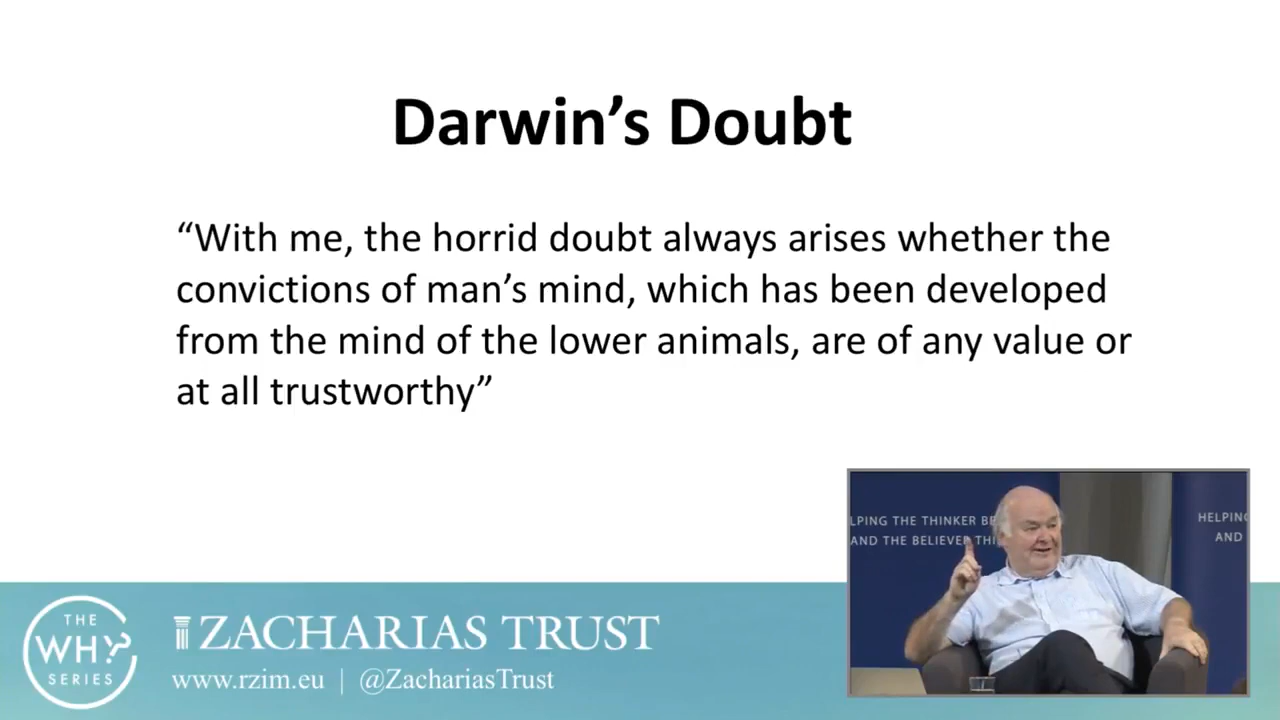 Darwin’s Doubt
“With me, the horrid doubt always arises whether the
convictions of man’s mind, which has been developed
from the mind of the lower animals, are of any value or
at all trustworthy”
LPING THE THINKER BE
AND THE BELIEVER THI
HELPING
AND
THE
WHY?
SERIES
ZACHARIAS TRUST
www.rzim.eu | @ZachariasTrust